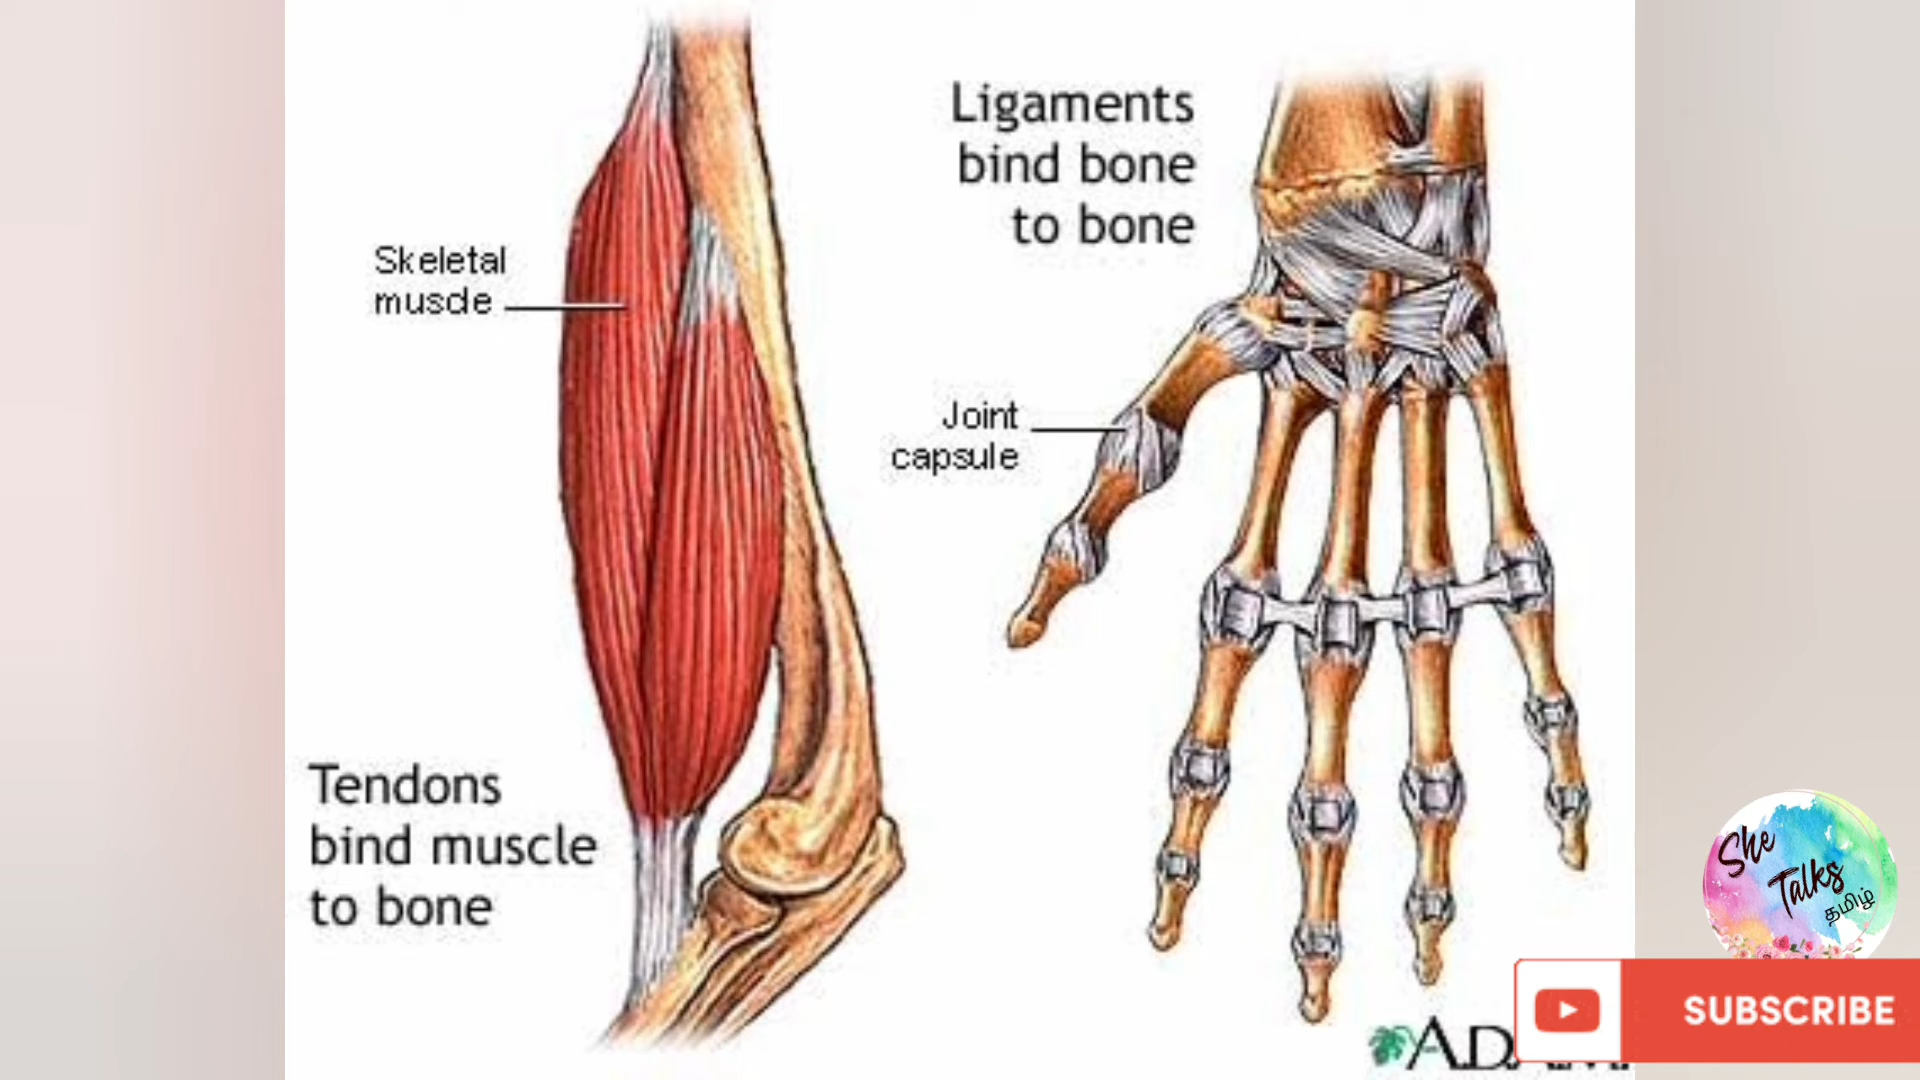 Skeletal
muscle
Tendons
bind muscle
to bone
Ligaments
bind bone
to bone
Joint
capsule
She
Talks
தமிழ்
SUBSCRIBE